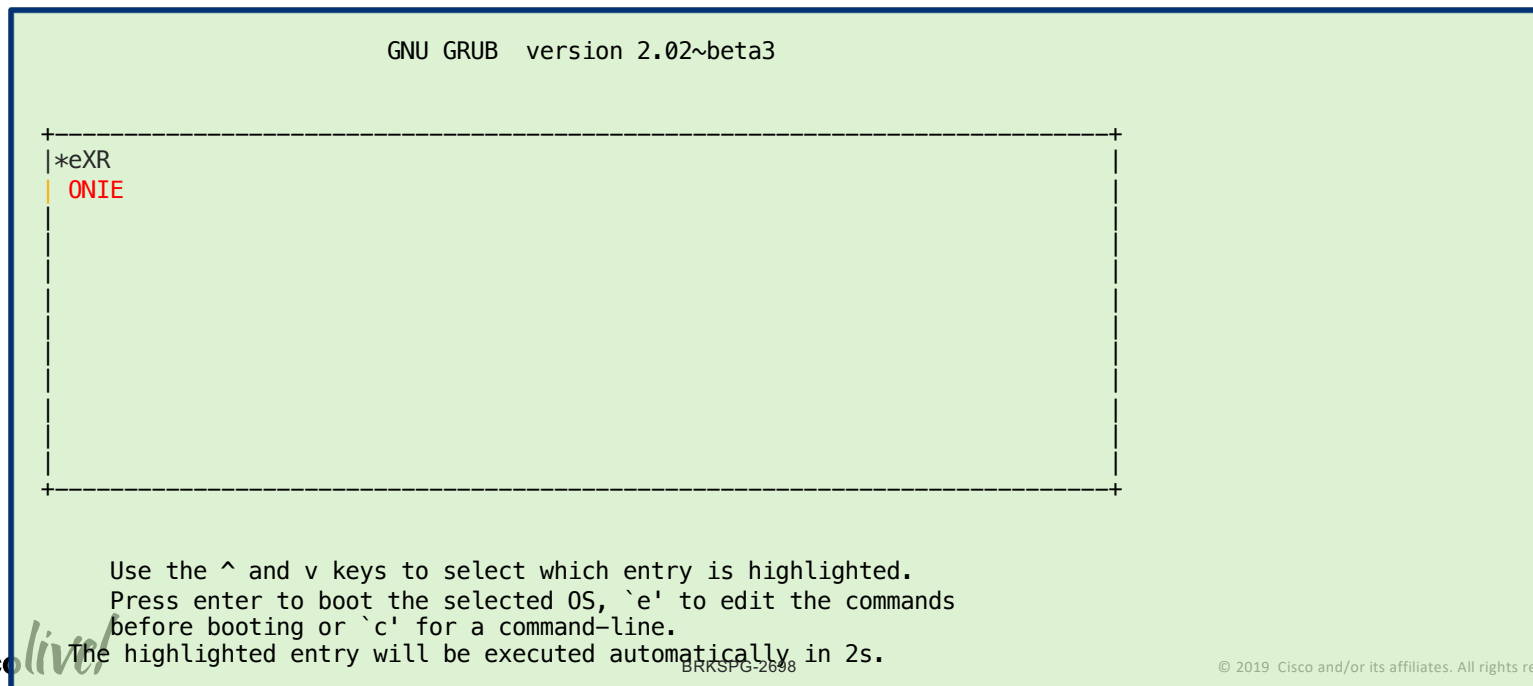 GNU GRUB  version 2.02~beta3
+----------------------------------------------------------------------------+
|*eXR                                                                        |
| ONIE                                                                       |
+----------------------------------------------------------------------------+
Use the ^ and v keys to select which entry is highlighted.
Press enter to boot the selected OS, `e' to edit the commands
before booting or `c' for a command-line.
The highlighted entry will be executed automatically in 2s.
live!
BRKSPG-2698
© 2019 Cisco and/or its affiliates. All rights